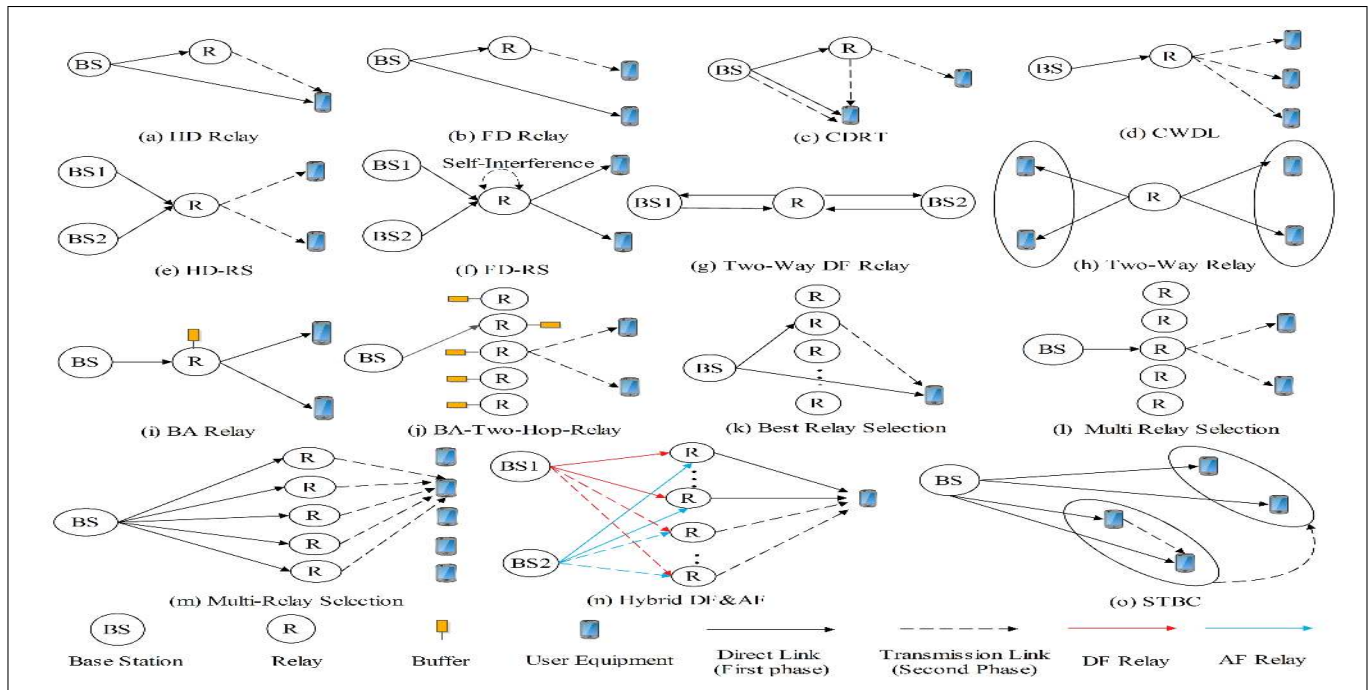 BS R
(a) HD Relay
BS R
(b) FD Relay
BS R
(c) CDRT
BS R
(d) CWDL
BS1
R
BS2
(e) HD-RS
Self-Interference
BS1
R
BS2
(f) FD-RS
BS1 R BS2
(g) Two-Way DF Relay
R
(h) Two-Way Relay
BS R
(i) BA Relay
R
R
BS R
R
R
(j) BA-Two-Hop-Relay
R
R
BS R
R
(k) Best Relay Selection
R
R
BS R
R
R
(l) Multi Relay Selection
R
R
BS R
R
R
(m) Multi-Relay Selection
BS1 R
R
R
BS2 R
(n) Hybrid DF&AF
BS
(o) STBC
BS R
Base Station Relay Buffer User Equipment Direct Link Transmission Link DF Relay AF Relay
(First phase) (Second Phase)